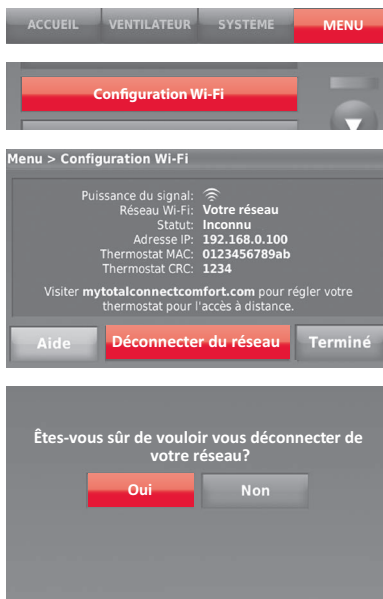 ACCUEIL VENTILATEUR SYSTÈME MENU
Configuration Wi-Fi
Menu > Configuration Wi-Fi
Puissance du signal:
Réseau Wi-Fi: Votre réseau
Statut: Inconnu
Adresse IP: 192.168.0.100
Thermostat MAC: 0123456789ab
Thermostat CRC: 1234
Visiter mytotalconnectcomfort.com pour régler votre
thermostat pour l'accès à distance.
Aide Déconnecter du réseau Terminé
Êtes-vous sûr de vouloir vous déconnecter de
votre réseau?
Oui Non